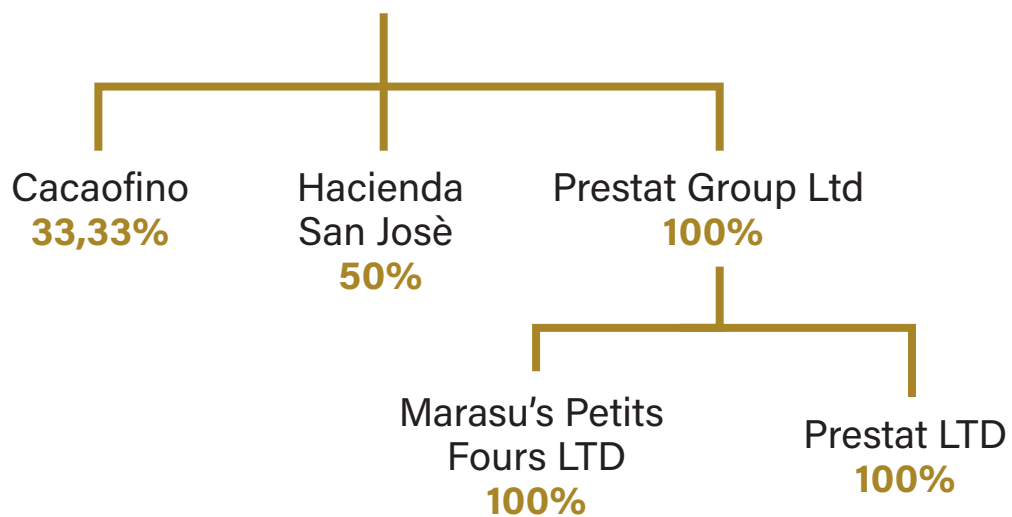 Cacaofino
33,33%
Hacienda
San Josè
50%
Prestat Group Ltd
100%
Marasu’s Petits
Fours LTD
100%
Prestat LTD
100%